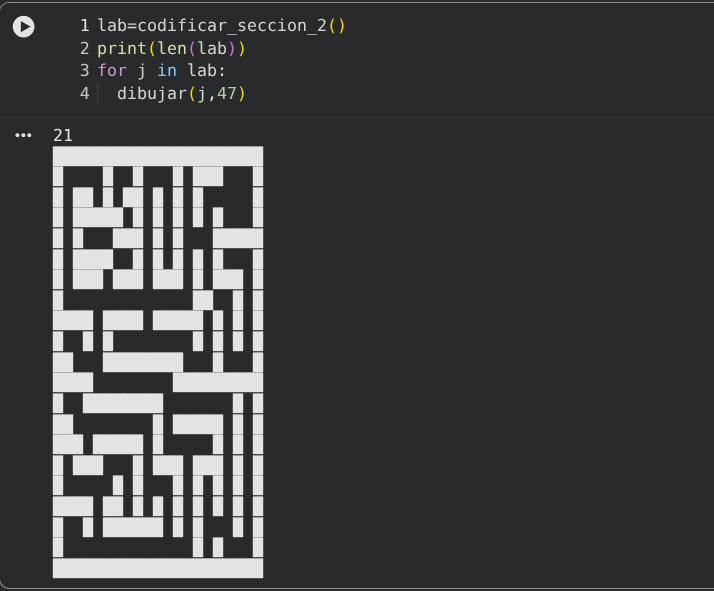 1 lab=codificar_seccion_2()
2 print(len(lab))
3 for j in lab:
4   dibujar(j,47)
21